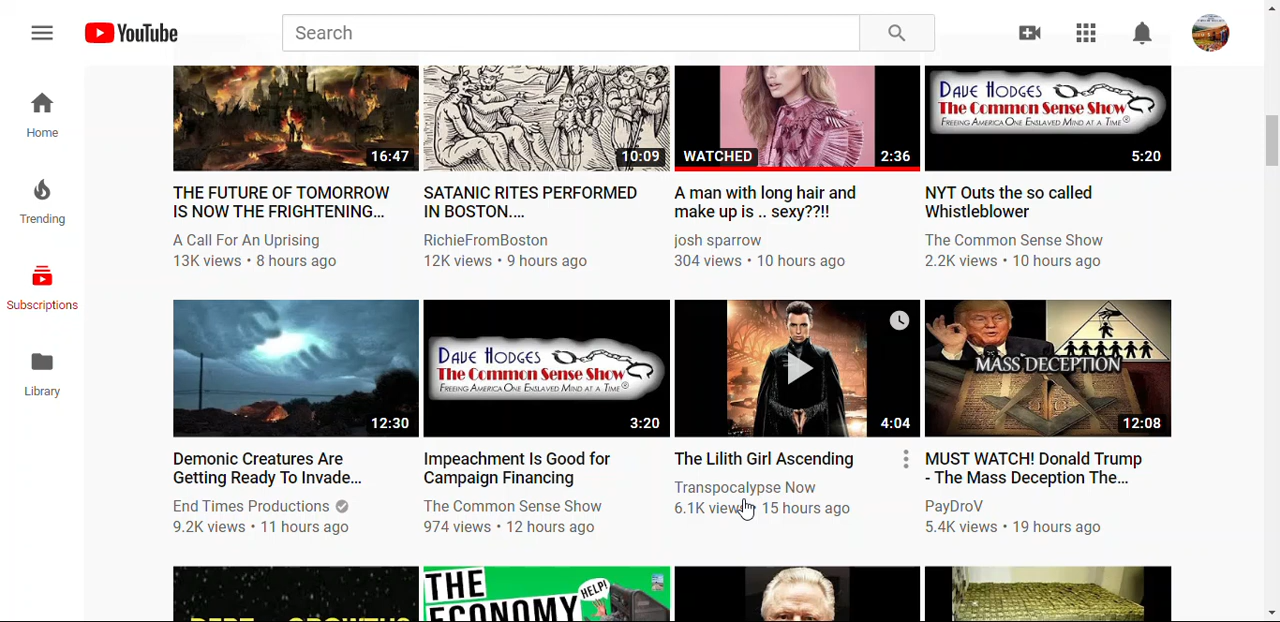 YouTube
Search
Home
Trending
Subscriptions
Library
16:47
10:09
WATCHED
2:36
DAVE HODGES
The Common Sense Show
FREEING AMERICA ONE ENSLAVED MIND AT A TIME®
5:20
THE FUTURE OF TOMORROW
IS NOW THE FRIGHTENING...
A Call For An Uprising
13K views • 8 hours ago
SATANIC RITES PERFORMED
IN BOSTON....
RichieFromBoston
12K views • 9 hours ago
A man with long hair and
make up is .. sexy??!!
josh sparrow
304 views • 10 hours ago
NYT Outs the so called
Whistleblower
The Common Sense Show
2.2K views • 10 hours ago
12:30
DAVE HODGES
The Common Sense Show
FREEING AMERICA ONE ENSLAVED MIND AT A TIME®
3:20
4:04
MASS DECEPTION
12:08
Demonic Creatures Are
Getting Ready To Invade...
End Times Productions
9.2K views • 11 hours ago
Impeachment Is Good for
Campaign Financing
The Common Sense Show
974 views • 12 hours ago
The Lilith Girl Ascending
Transpocalypse Now
6.1K views • 15 hours ago
MUST WATCH! Donald Trump
- The Mass Deception The...
PayDroV
5.4K views • 19 hours ago
THE
ECONOMY
HELP!